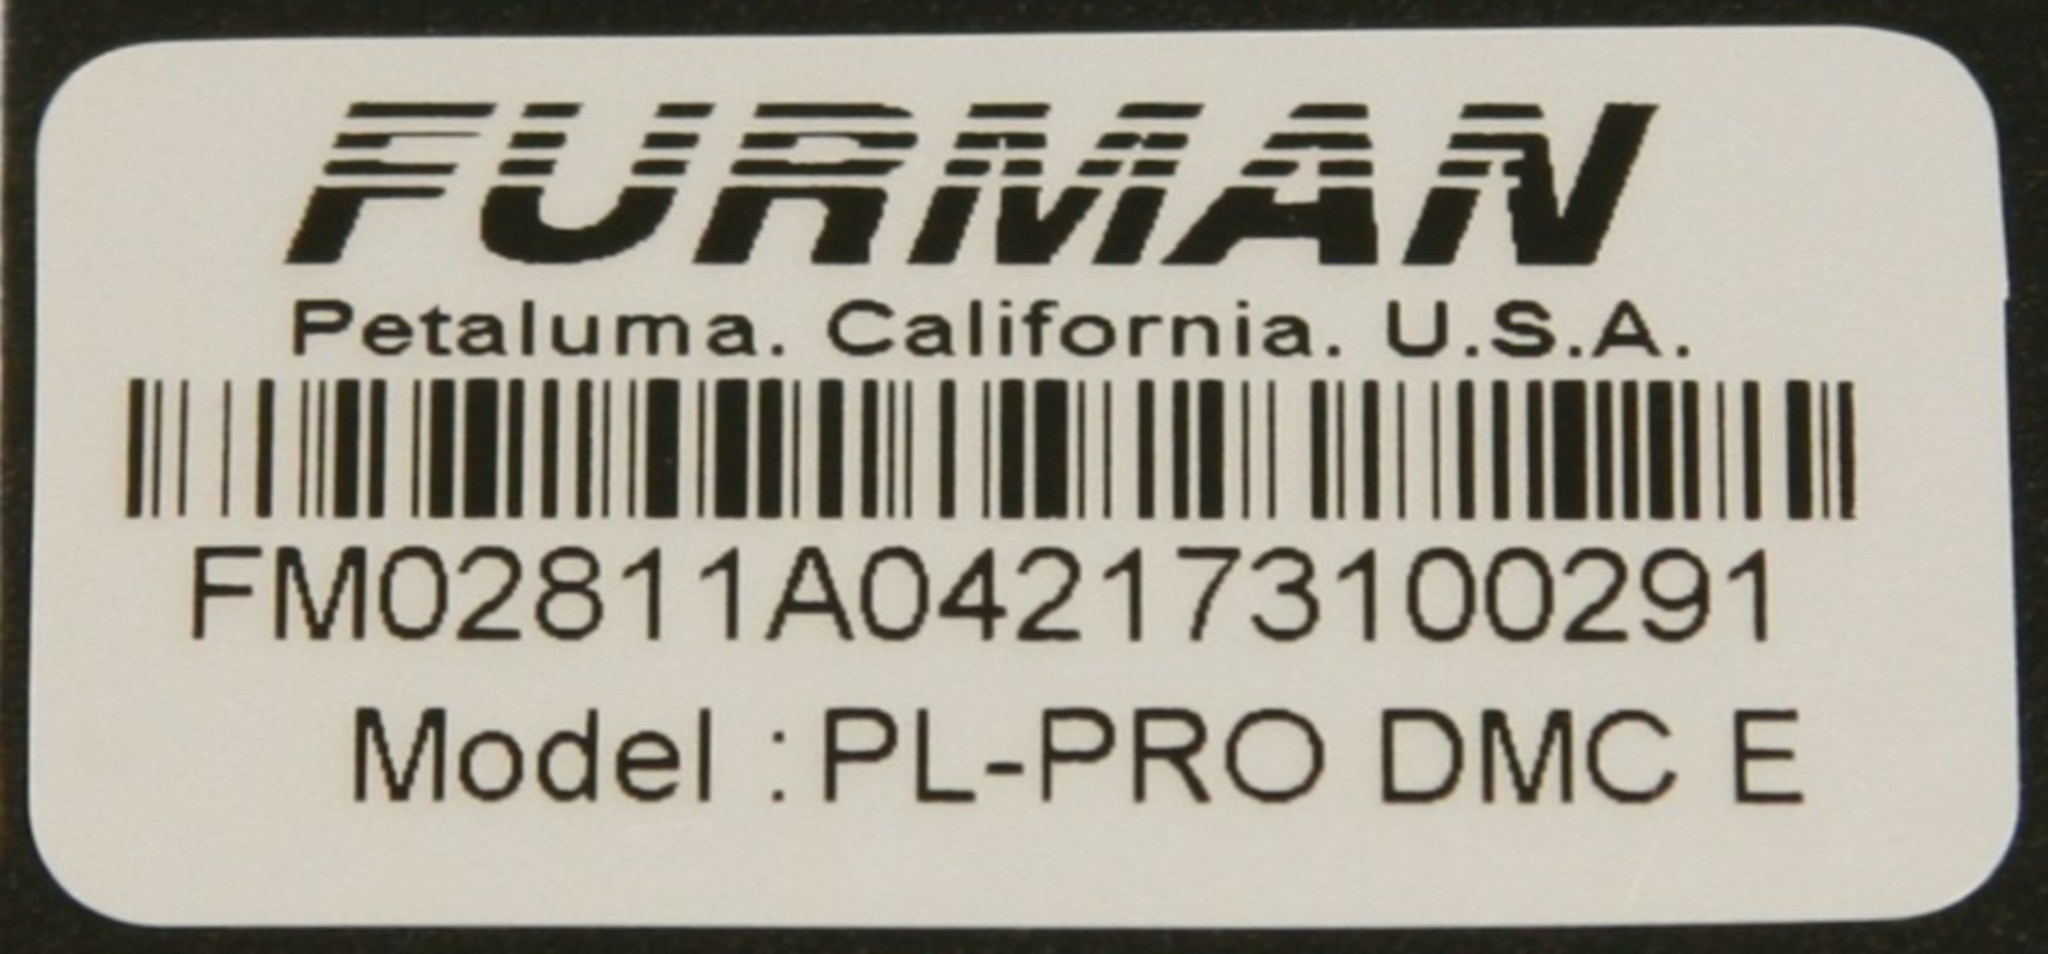 FURMAN
Petaluma. California. U.S.A.
FM02811A042173100291
Model : PL-PRO DMC E